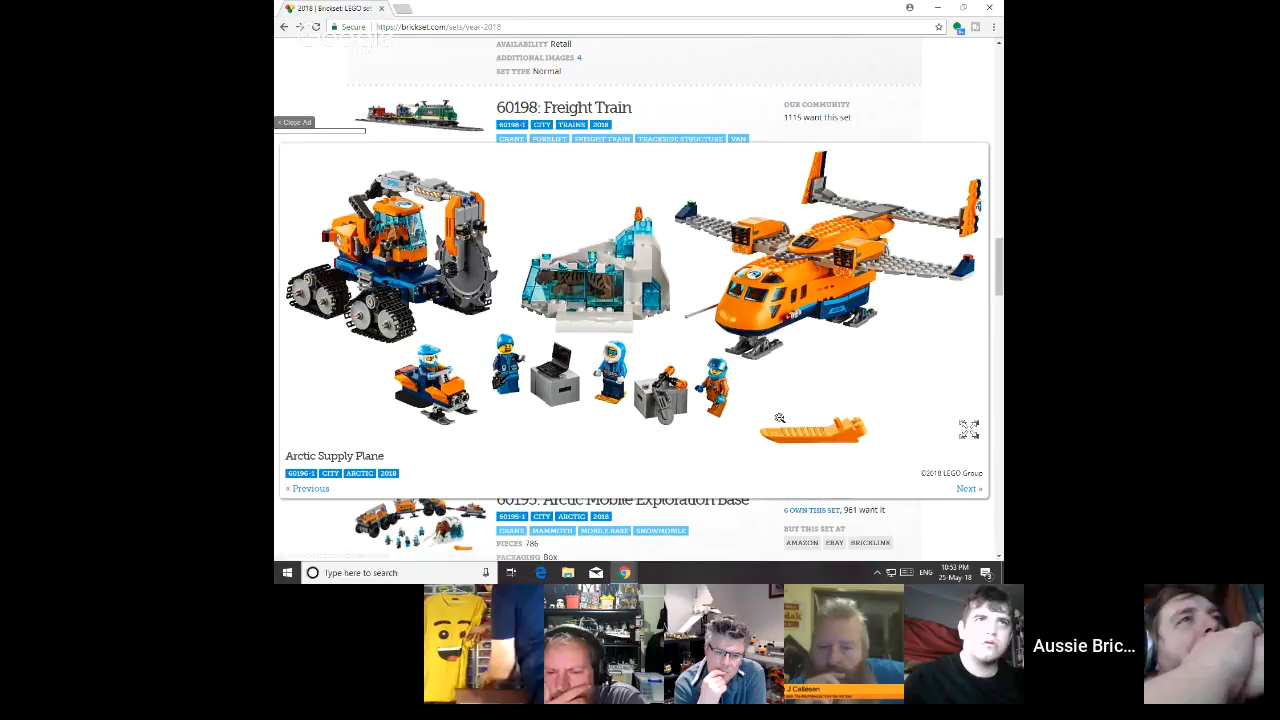 2018 | Brickset: LEGO set
Secure
https://brickset.com/sets/year-2018
Google
AVAILABILITY Retail
ADDITIONAL IMAGES 4
SET TYPE Normal
« Close Ad
60198: Freight Train
60198-1 CITY TRAINS 2018
CRANE FORKLIFT FREIGHT TRAIN TRACKSIDE STRUCTURE VAN
OUR COMMUNITY
1115 want this set
Arctic Supply Plane
60196-1 CITY ARCTIC 2018
©2018 LEGO Group
« Previous
Next »
60195: Arctic Mobile Exploration Base
60195-1 CITY ARCTIC 2018
CRANE MAMMOTH MOBILE BASE SNOWMOBILE
PIECES 786
PACKAGING Box
6 OWN THIS SET, 961 want it
BUY THIS SET AT
AMAZON EBAY BRICKLINK
Type here to search
ENG
10:53 PM
25-May-18
J Callesen
Aussie Bric...